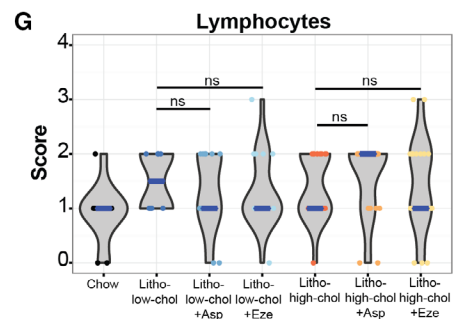 G
Lymphocytes
Score
4
3
2
1
0
ns
ns
ns
ns
Chow
Litho-
low-chol
Litho-
low-chol
+Asp
Litho-
low-chol
+Eze
Litho-
high-chol
Litho-
high-chol
+Asp
Litho-
high-chol
+Eze